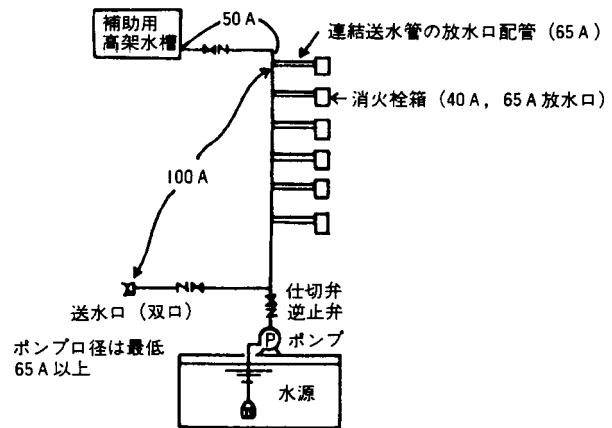 補助用
高架水槽
50A
連結送水管の放水口配管（65A）
消火栓箱（40A，65A放水口）
100A
送水口（双口）
仕切弁
逆止弁
P
ポンプ
ポンプ口径は最低
65A以上
水源